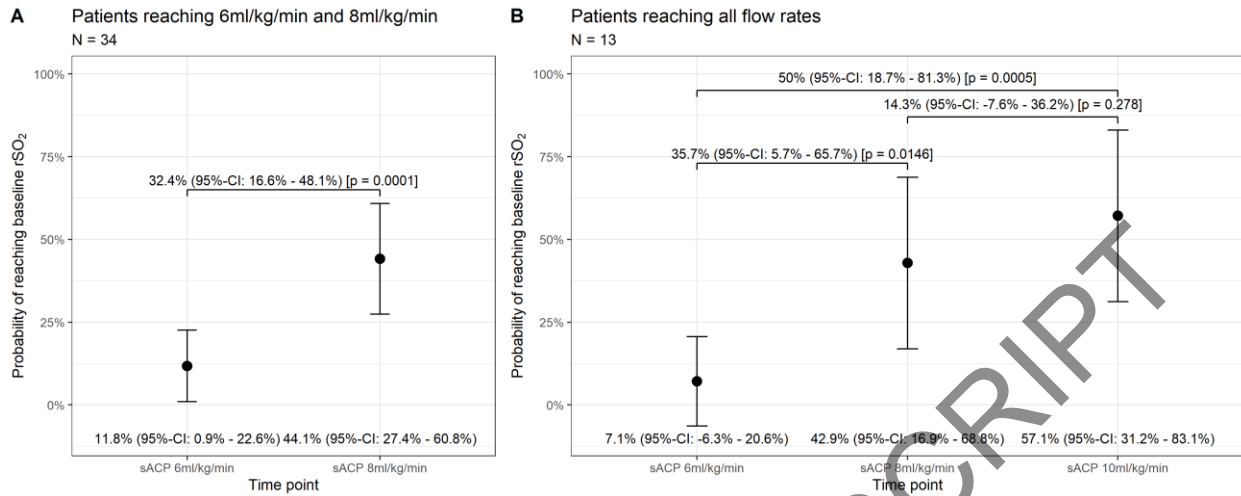 A Patients reaching 6ml/kg/min and 8ml/kg/min
N = 34
Probability of reaching baseline rSO₂
100%
75%
50%
25%
0%
32.4% (95%-CI: 16.6% - 48.1%) [p = 0.0001]
11.8% (95%-CI: 0.9% - 22.6%) 44.1% (95%-CI: 27.4% - 60.8%)
sACP 6ml/kg/min sACP 8ml/kg/min
Time point
B Patients reaching all flow rates
N = 13
Probability of reaching baseline rSO₂
100%
75%
50%
25%
0%
50% (95%-CI: 18.7% - 81.3%) [p = 0.0005]
14.3% (95%-CI: -7.6% - 36.2%) [p = 0.278]
35.7% (95%-CI: 5.7% - 65.7%) [p = 0.0146]
7.1% (95%-CI: -6.3% - 20.6%) 42.9% (95%-CI: 16.9% - 68.8%) 57.1% (95%-CI: 31.2% - 83.1%)
sACP 6ml/kg/min sACP 8ml/kg/min sACP 10ml/kg/min
Time point
SCRIPT